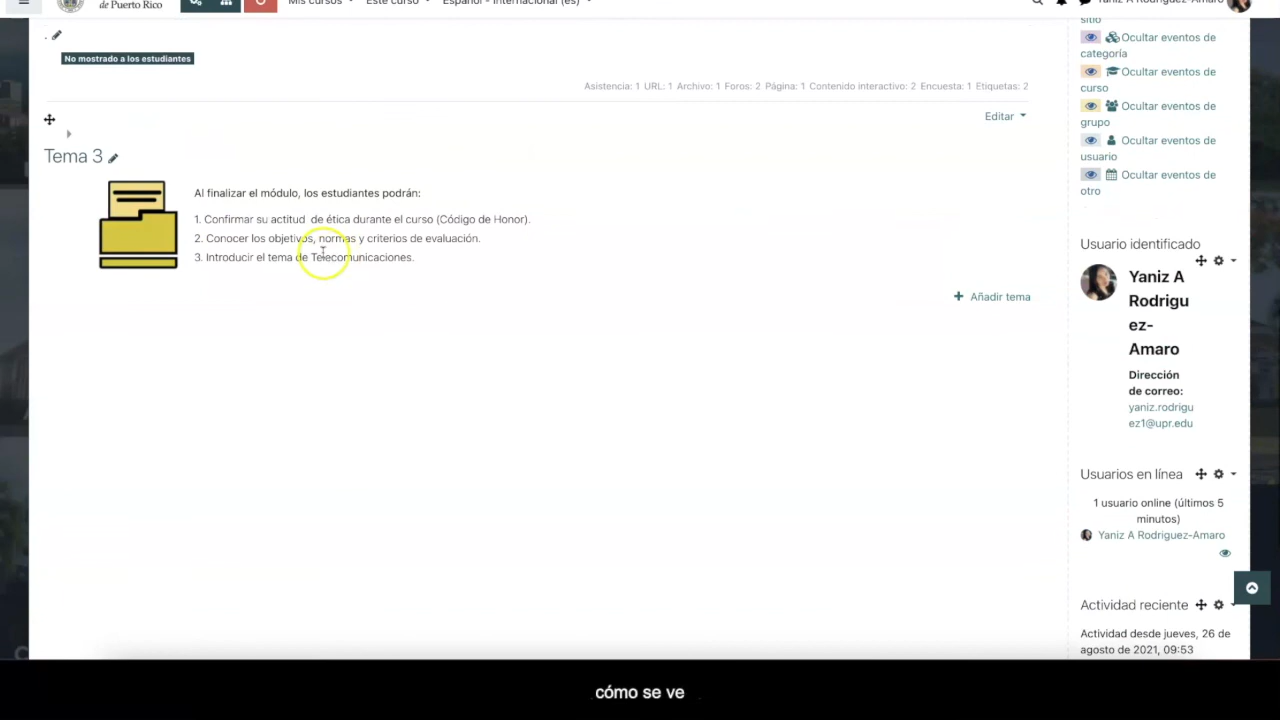 de Puerto Rico
Mis cursos
Este curso
Español - Internacional (es)
Yaniz A Rodriguez-Amaro
.
No mostrado a los estudiantes
Asistencia: 1 URL: 1 Archivo: 1 Foros: 2 Página: 1 Contenido interactivo: 2 Encuesta: 1 Etiquetas: 2
Editar
Tema 3
Al finalizar el módulo, los estudiantes podrán:
1. Confirmar su actitud de ética durante el curso (Código de Honor).
2. Conocer los objetivos, normas y criterios de evaluación.
3. Introducir el tema de Telecomunicaciones.
Añadir tema
sitio
Ocultar eventos de
categoría
Ocultar eventos de
curso
Ocultar eventos de
grupo
Ocultar eventos de
usuario
Ocultar eventos de
otro
Usuario identificado
Yaniz A
Rodrigu
ez-
Amaro
Dirección
de correo:
yaniz.rodrigu
ez1@upr.edu
Usuarios en línea
1 usuario online (últimos 5
minutos)
Yaniz A Rodriguez-Amaro
Actividad reciente
Actividad desde jueves, 26 de
agosto de 2021, 09:53
cómo se ve